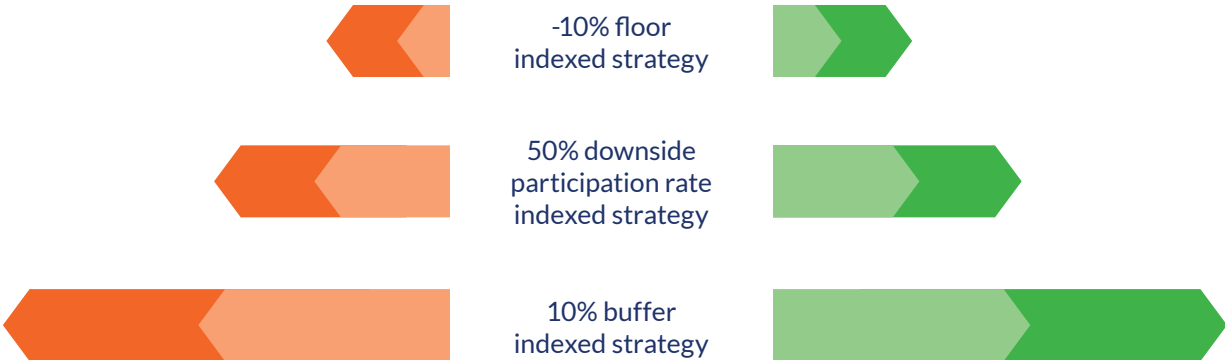 -10% floor
indexed strategy
50% downside
participation rate
indexed strategy
10% buffer
indexed strategy